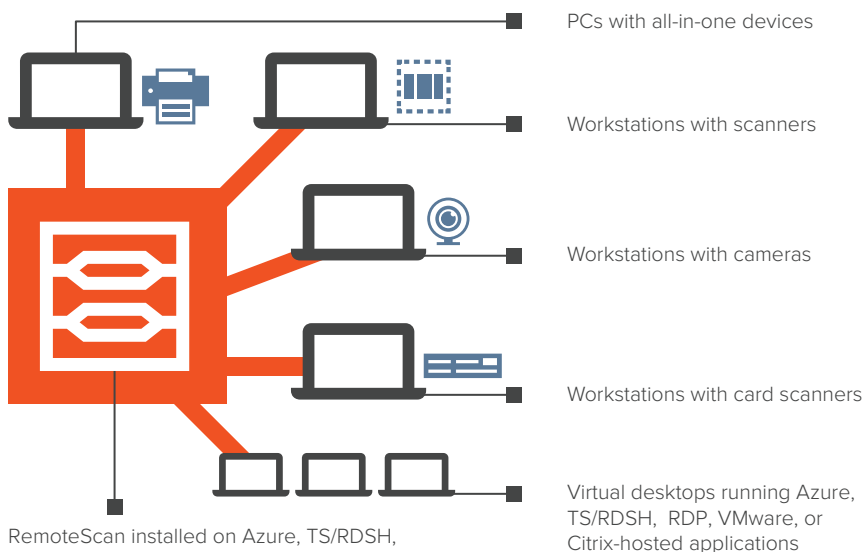 PCs with all-in-one devices
Workstations with scanners
Workstations with cameras
Workstations with card scanners
Virtual desktops running Azure,
TS/RDSH, RDP, VMware, or
Citrix-hosted applications
RemoteScan installed on Azure, TS/RDSH,